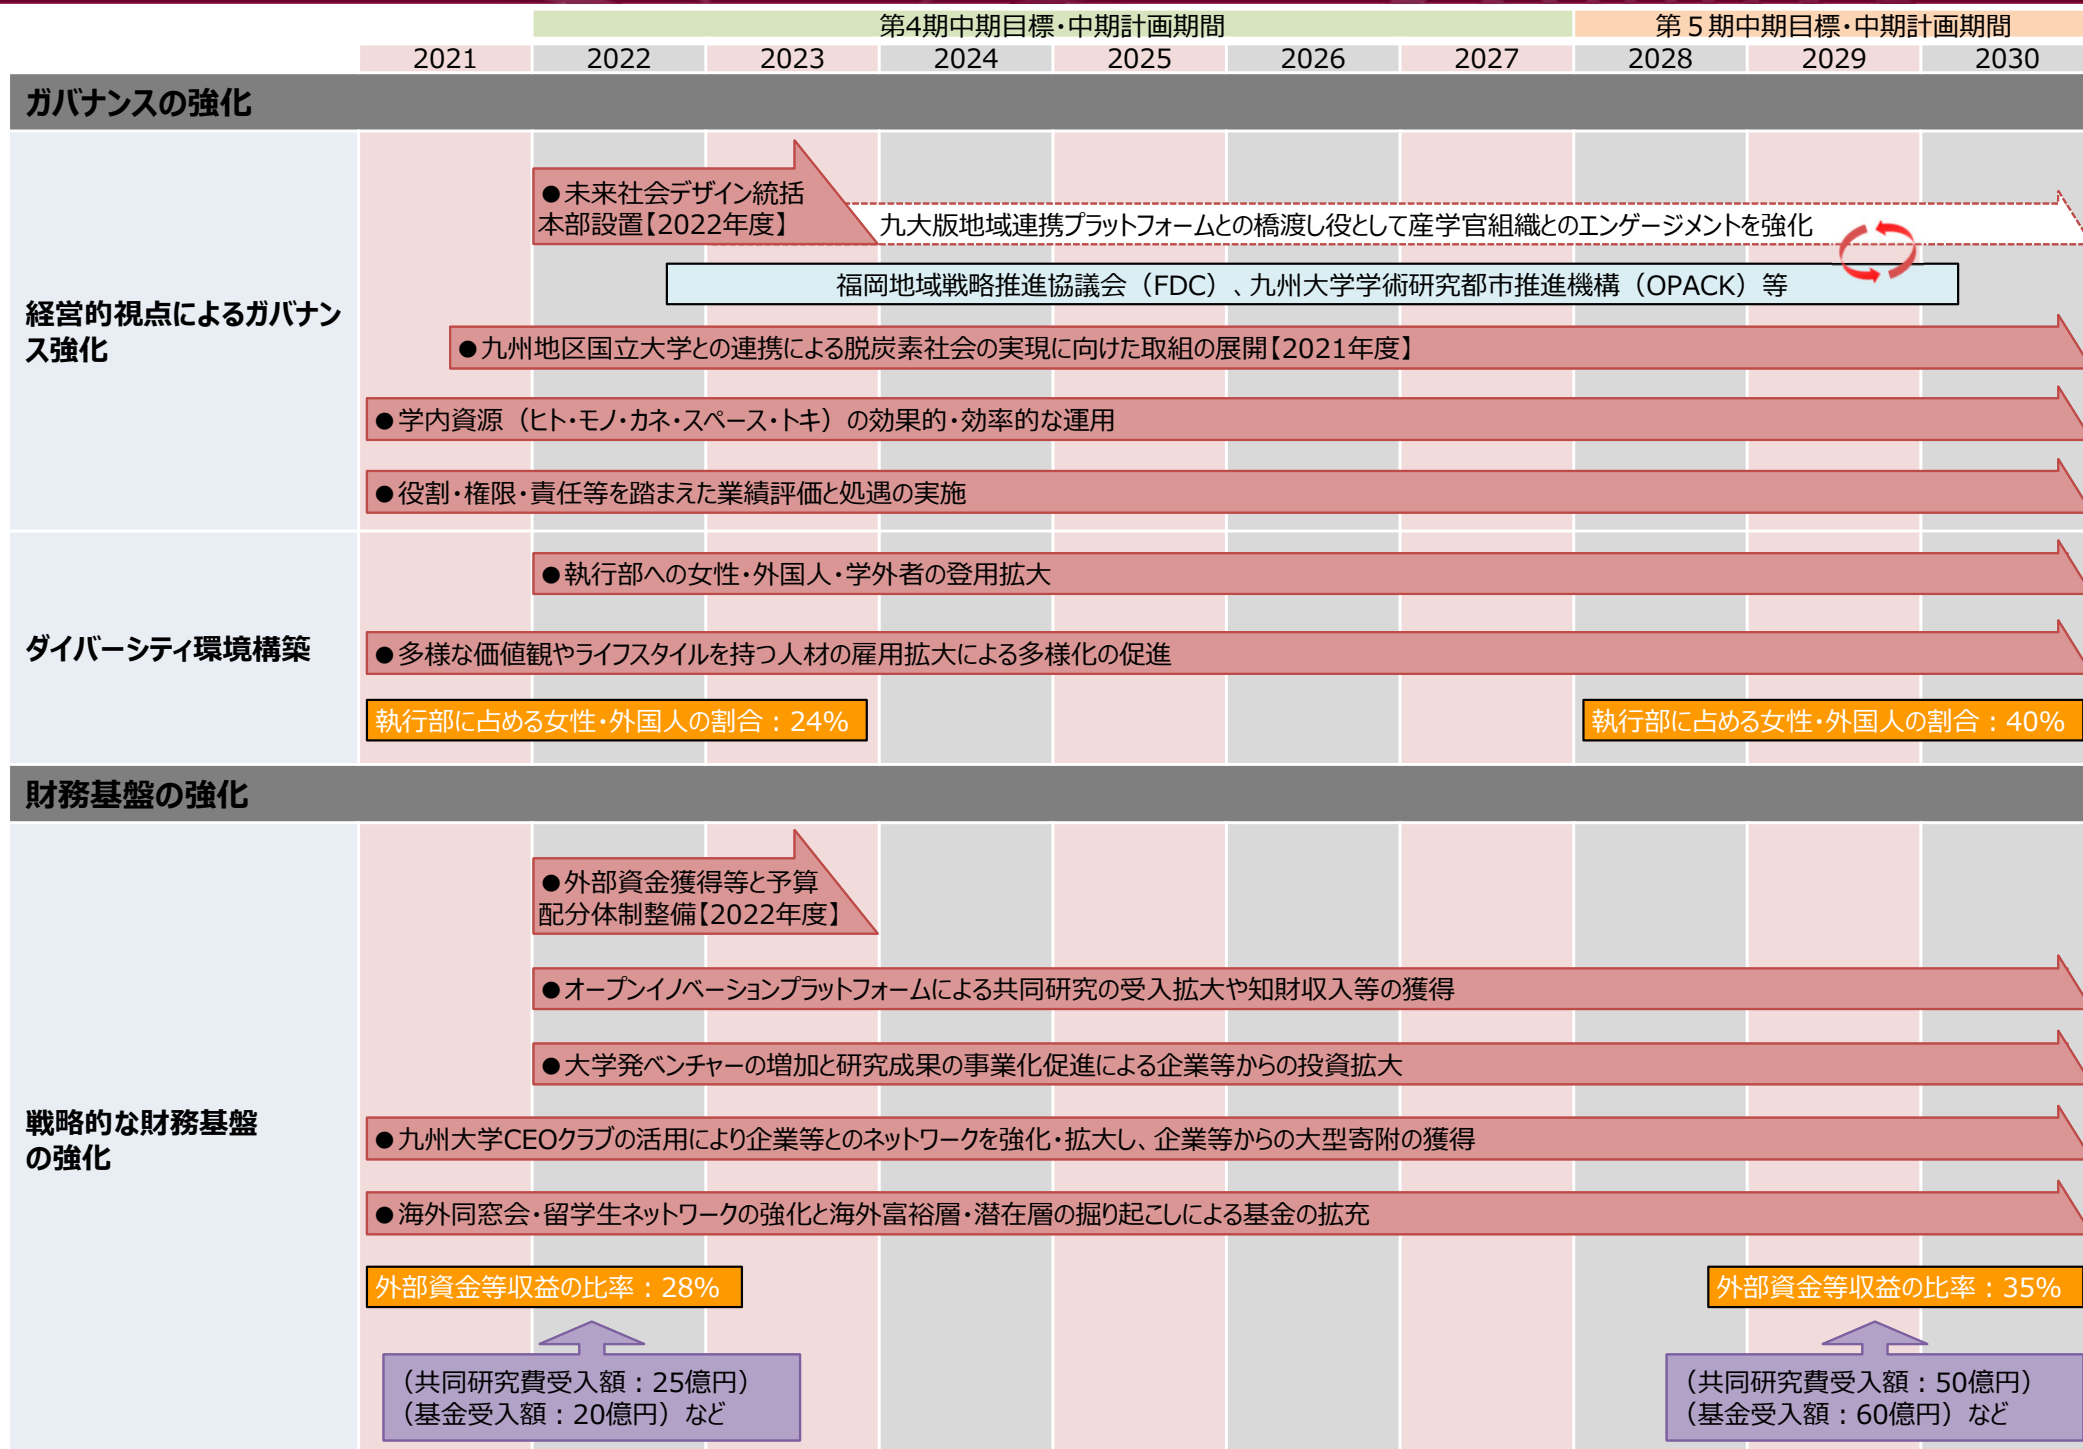 第4期中期目標・中期計画期間
第５期中期目標・中期計画期間
2021 2022 2023 2024 2025 2026 2027 2028 2029 2030
ガバナンスの強化
経営的視点によるガバナン
ス強化
●未来社会デザイン統括
本部設置【2022年度】
九大版地域連携プラットフォームとの橋渡し役として産学官組織とのエンゲージメントを強化
福岡地域戦略推進協議会（FDC）、九州大学学術研究都市推進機構（OPACK）等
●九州地区国立大学との連携による脱炭素社会の実現に向けた取組の展開【2021年度】
●学内資源（ヒト・モノ・カネ・スペース・トキ）の効果的・効率的な運用
●役割・権限・責任等を踏まえた業績評価と処遇の実施
ダイバーシティ環境構築
●執行部への女性・外国人・学外者の登用拡大
●多様な価値観やライフスタイルを持つ人材の雇用拡大による多様化の促進
執行部に占める女性・外国人の割合：24%
執行部に占める女性・外国人の割合：40%
財務基盤の強化
戦略的な財務基盤
の強化
●外部資金獲得等と予算
配分体制整備【2022年度】
●オープンイノベーションプラットフォームによる共同研究の受入拡大や知財収入等の獲得
●大学発ベンチャーの増加と研究成果の事業化促進による企業等からの投資拡大
●九州大学CEOクラブの活用により企業等とのネットワークを強化・拡大し、企業等からの大型寄附の獲得
●海外同窓会・留学生ネットワークの強化と海外富裕層・潜在層の掘り起こしによる基金の拡充
外部資金等収益の比率：28%
外部資金等収益の比率：35%
（共同研究費受入額：25億円）
（基金受入額：20億円）など
（共同研究費受入額：50億円）
（基金受入額：60億円）など